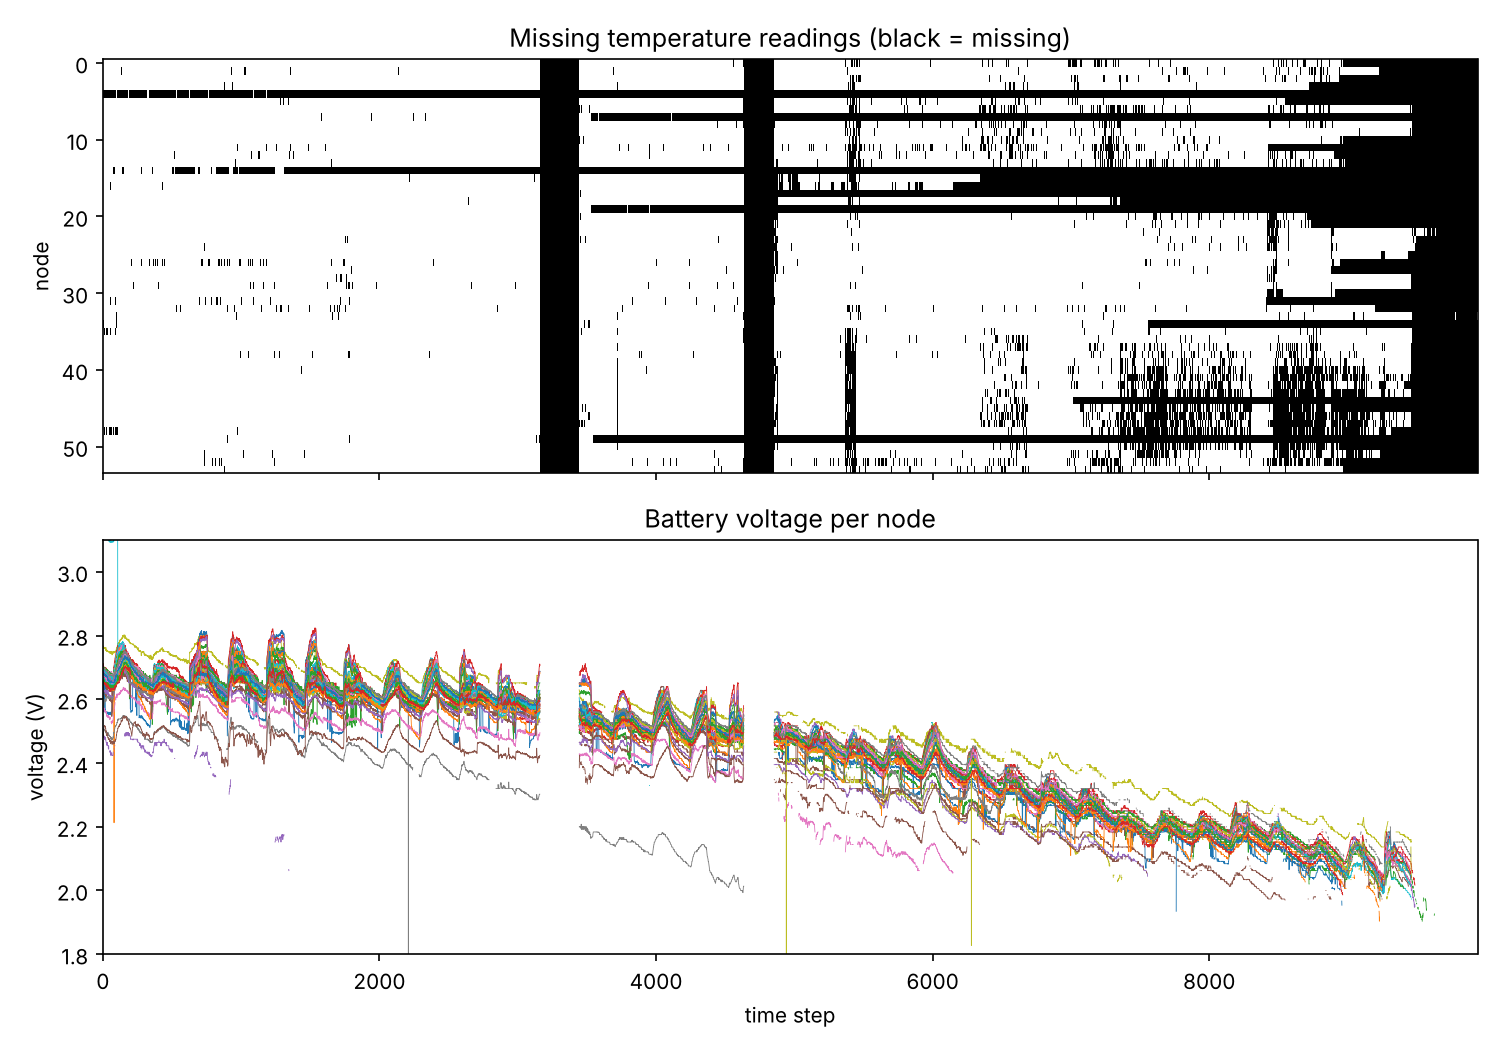 Missing temperature readings (black = missing)
0
10
20
30
40
50
node
Battery voltage per node
3.0
2.8
2.6
2.4
2.2
2.0
1.8
voltage (V)
0 2000 4000 6000 8000
time step